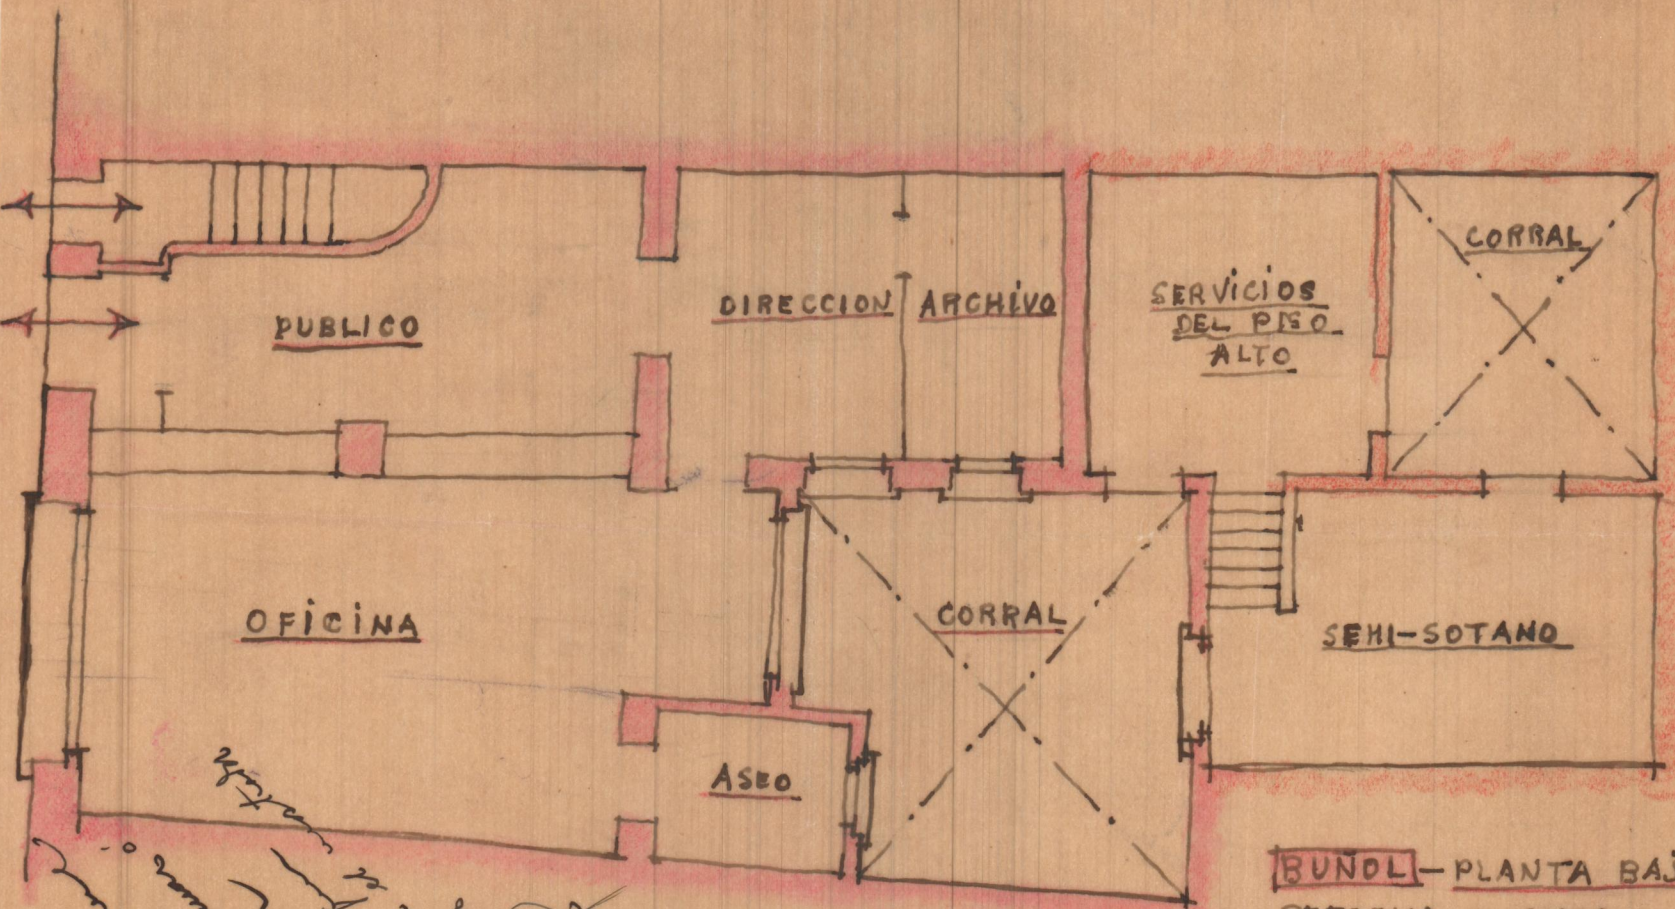 CORRAL
PUBLICO
DIRECCION
ARCHIVO
SERVICIOS
DEL PISO
ALTO
OFICINA
CORRAL
SEMI-SOTANO
ASEO
BUÑOL - PLANTA BAJ